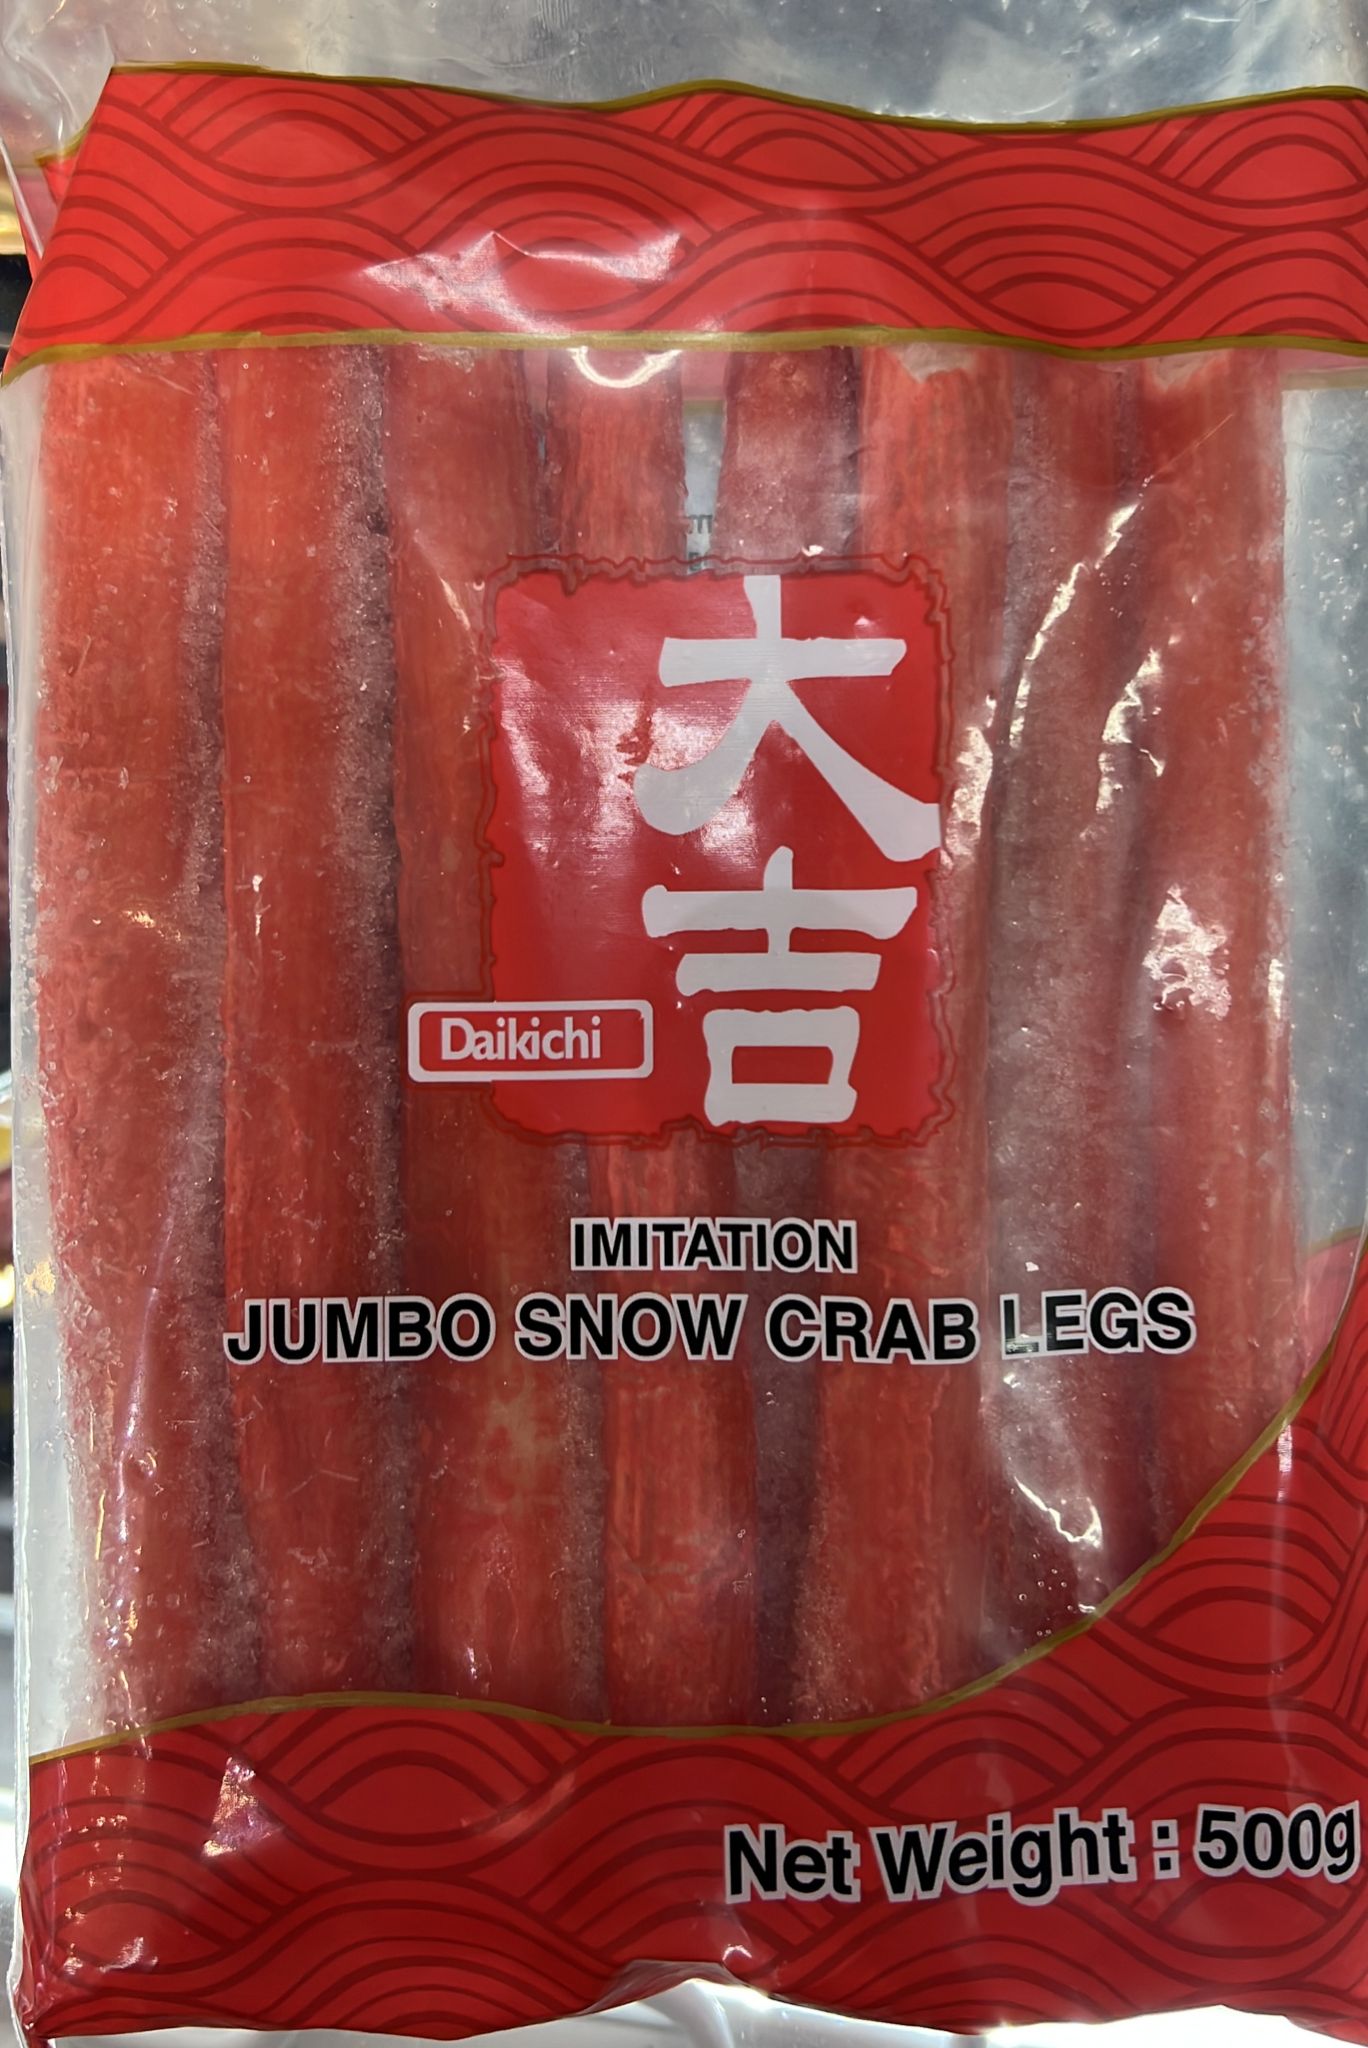 大
吉
Daikichi
IMITATION
JUMBO SNOW CRAB LEGS
Net Weight : 500g